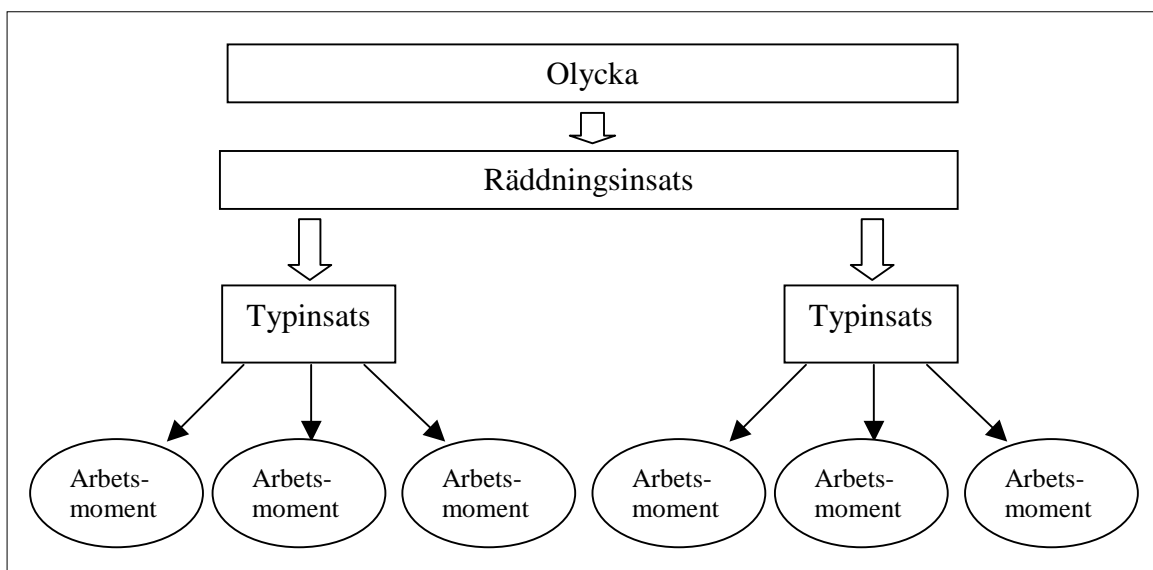 Olycka
Räddningsinsats
Typinsats
Typinsats
Arbets-
moment
Arbets-
moment
Arbets-
moment
Arbets-
moment
Arbets-
moment
Arbets-
moment